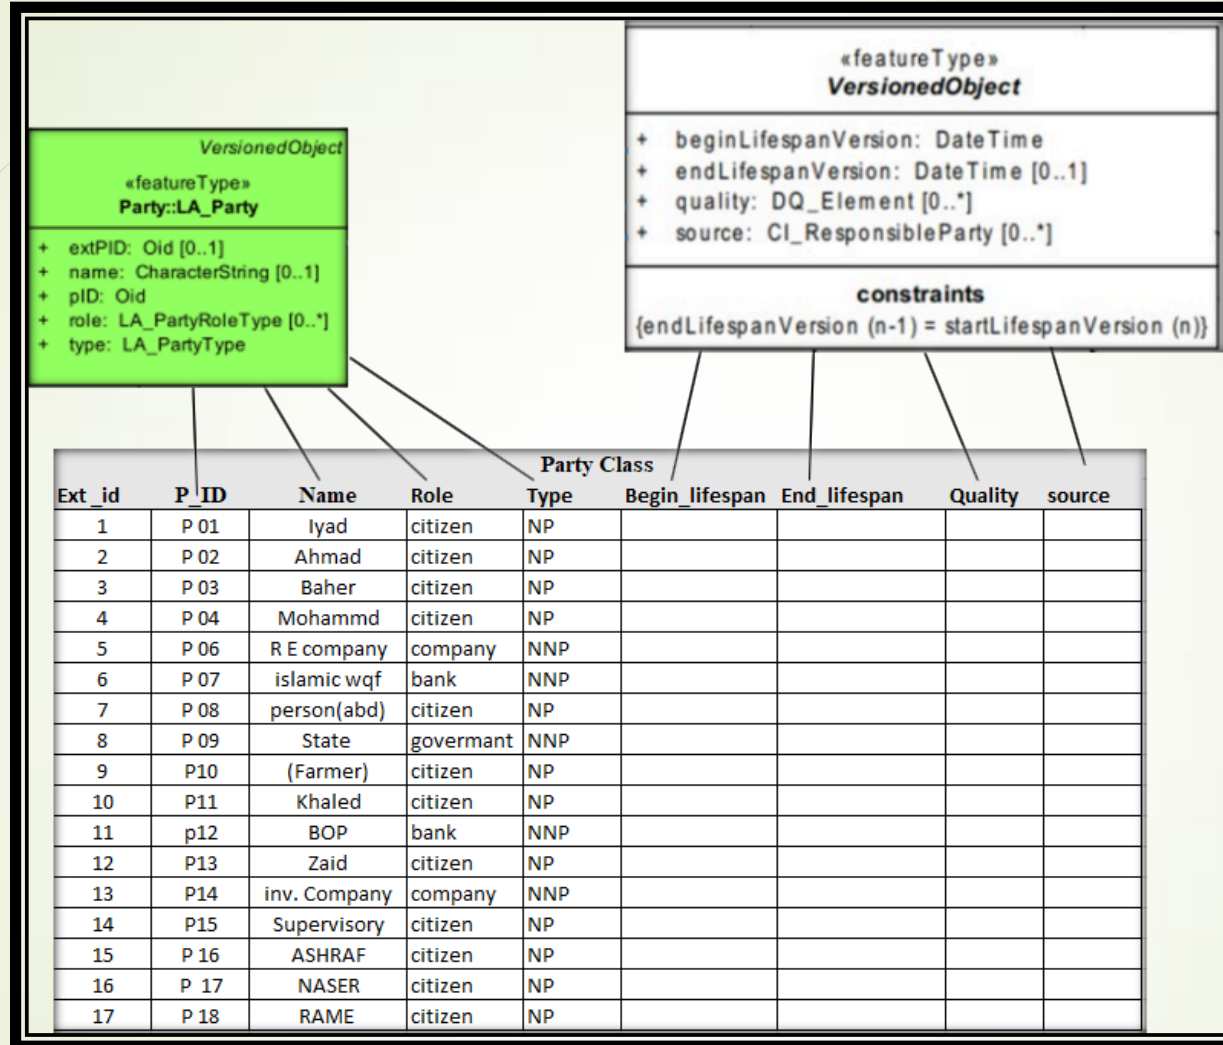 «featureType»
VersionedObject
+ beginLifespanVersion: DateTime
+ endLifespanVersion: DateTime [0..1]
+ quality: DQ_Element [0..*]
+ source: CI_ResponsibleParty [0..*]
constraints
{endLifespanVersion (n-1) = startLifespanVersion (n)}
VersionedObject
«featureType»
Party::LA_Party
+ extPID: Oid [0..1]
+ name: CharacterString [0..1]
+ pID: Oid
+ role: LA_PartyRoleType [0..*]
+ type: LA_PartyType
Party Class
Ext_id P_ID Name Role Type Begin_lifespan End_lifespan Quality source
1 P 01 Iyad citizen NP
2 P 02 Ahmad citizen NP
3 P 03 Baher citizen NP
4 P 04 Mohammd citizen NP
5 P 06 R E company company NNP
6 P 07 islamic wqf bank NNP
7 P 08 person(abd) citizen NP
8 P 09 State govermant NNP
9 P10 (Farmer) citizen NP
10 P11 Khaled citizen NP
11 p12 BOP bank NNP
12 P13 Zaid citizen NP
13 P14 inv. Company company NNP
14 P15 Supervisory citizen NP
15 P 16 ASHRAF citizen NP
16 P 17 NASER citizen NP
17 P 18 RAME citizen NP